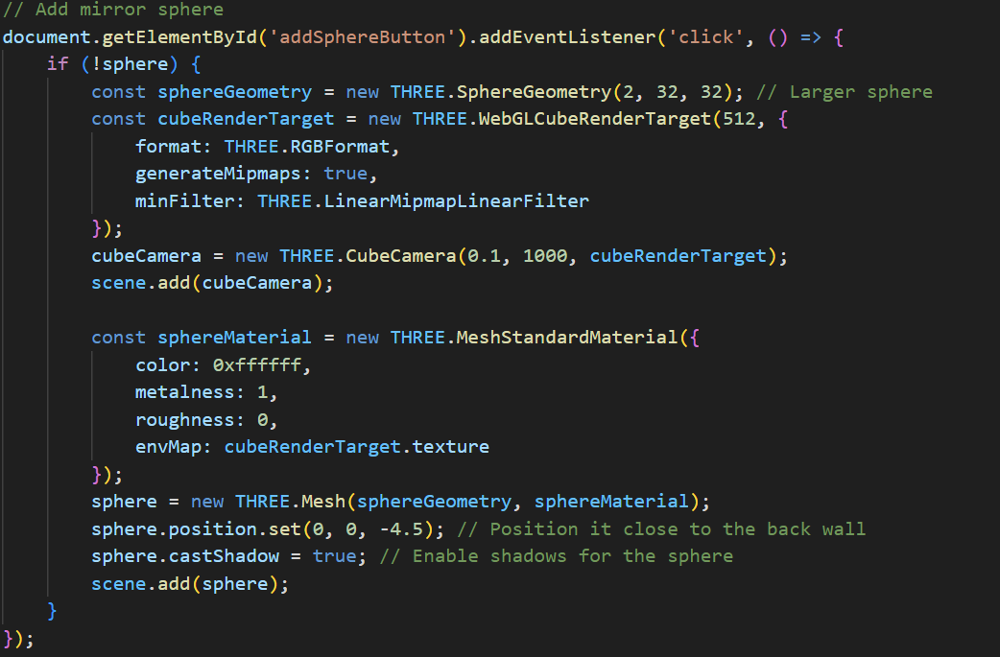 // Add mirror sphere
document.getElementById('addSphereButton').addEventListener('click', () => {
    if (!sphere) {
        const sphereGeometry = new THREE.SphereGeometry(2, 32, 32); // Larger sphere
        const cubeRenderTarget = new THREE.WebGLCubeRenderTarget(512, {
            format: THREE.RGBFormat,
            generateMipmaps: true,
            minFilter: THREE.LinearMipmapLinearFilter
        });
        cubeCamera = new THREE.CubeCamera(0.1, 1000, cubeRenderTarget);
        scene.add(cubeCamera);

        const sphereMaterial = new THREE.MeshStandardMaterial({
            color: 0xffffff,
            metalness: 1,
            roughness: 0,
            envMap: cubeRenderTarget.texture
        });
        sphere = new THREE.Mesh(sphereGeometry, sphereMaterial);
        sphere.position.set(0, 0, -4.5); // Position it close to the back wall
        sphere.castShadow = true; // Enable shadows for the sphere
        scene.add(sphere);
    }
});